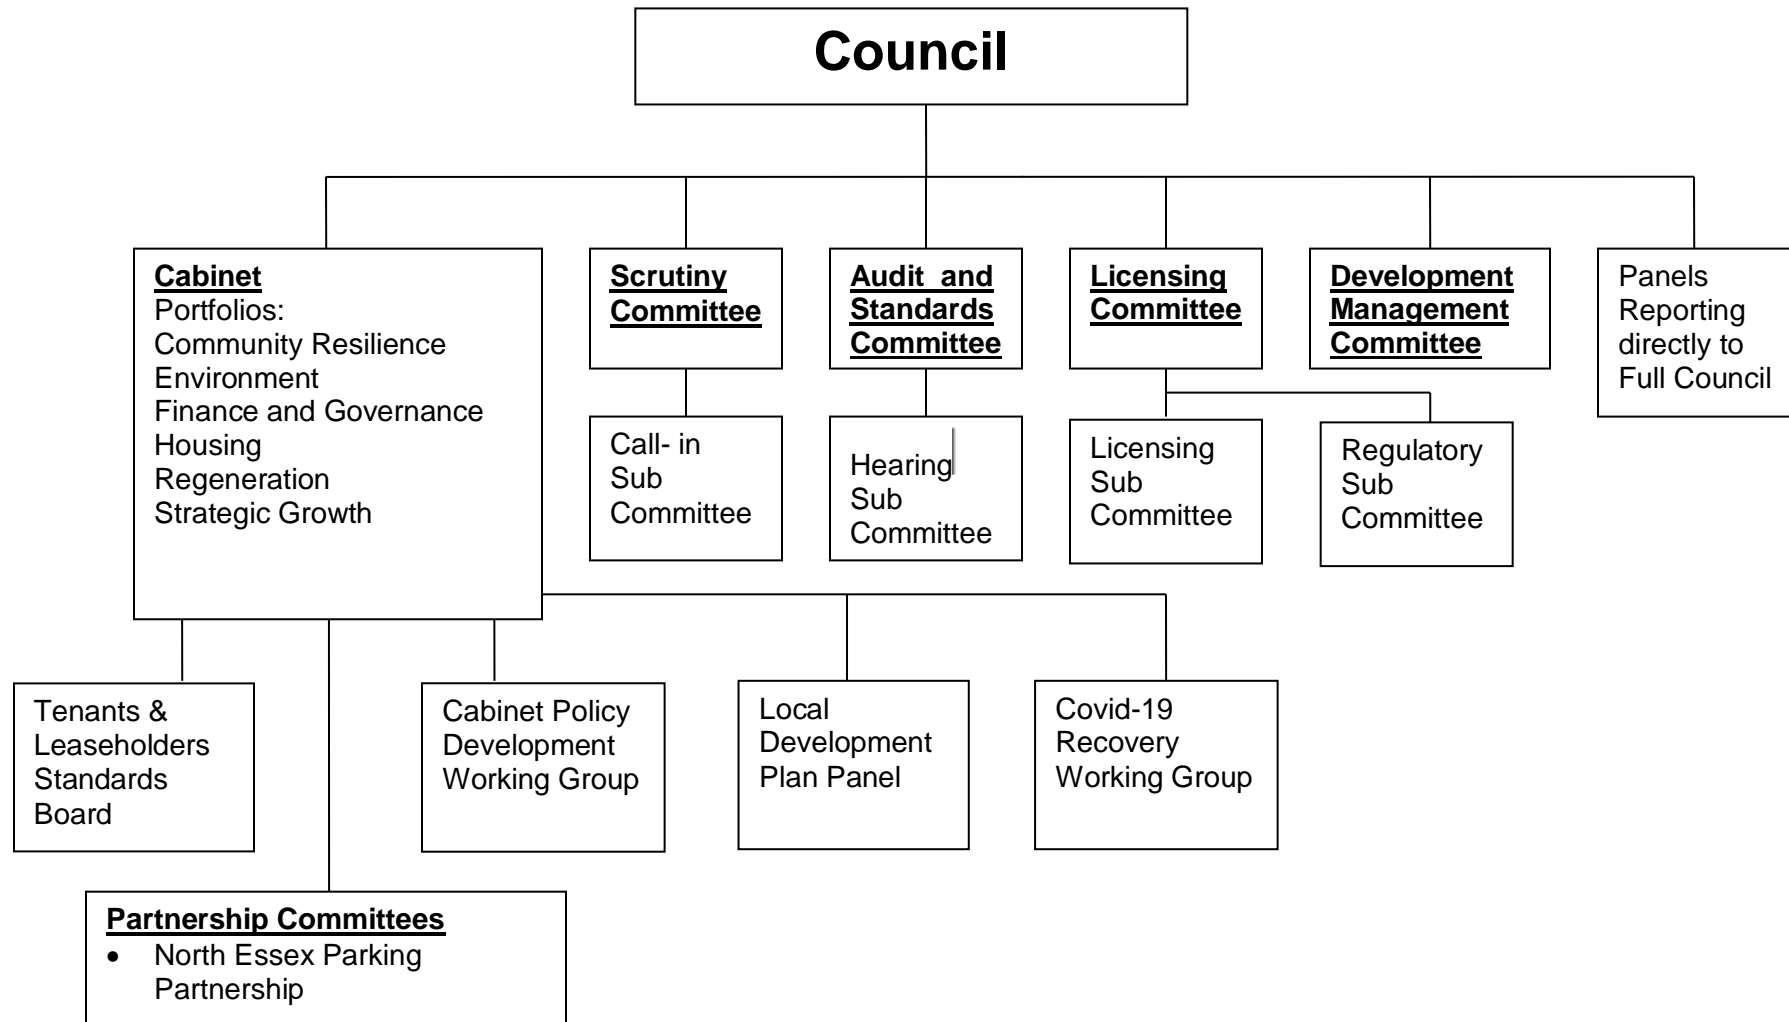 Council
Cabinet
Portfolios:
Community Resilience
Environment
Finance and Governance
Housing
Regeneration
Strategic Growth
Scrutiny
Committee
Audit and
Standards
Committee
Licensing
Committee
Development
Management
Committee
Panels
Reporting
directly to
Full Council
Call- in
Sub
Committee
Hearing
Sub
Committee
Licensing
Sub
Committee
Regulatory
Sub
Committee
Tenants &
Leaseholders
Standards
Board
Cabinet Policy
Development
Working Group
Local
Development
Plan Panel
Covid-19
Recovery
Working Group
Partnership Committees
• North Essex Parking
Partnership